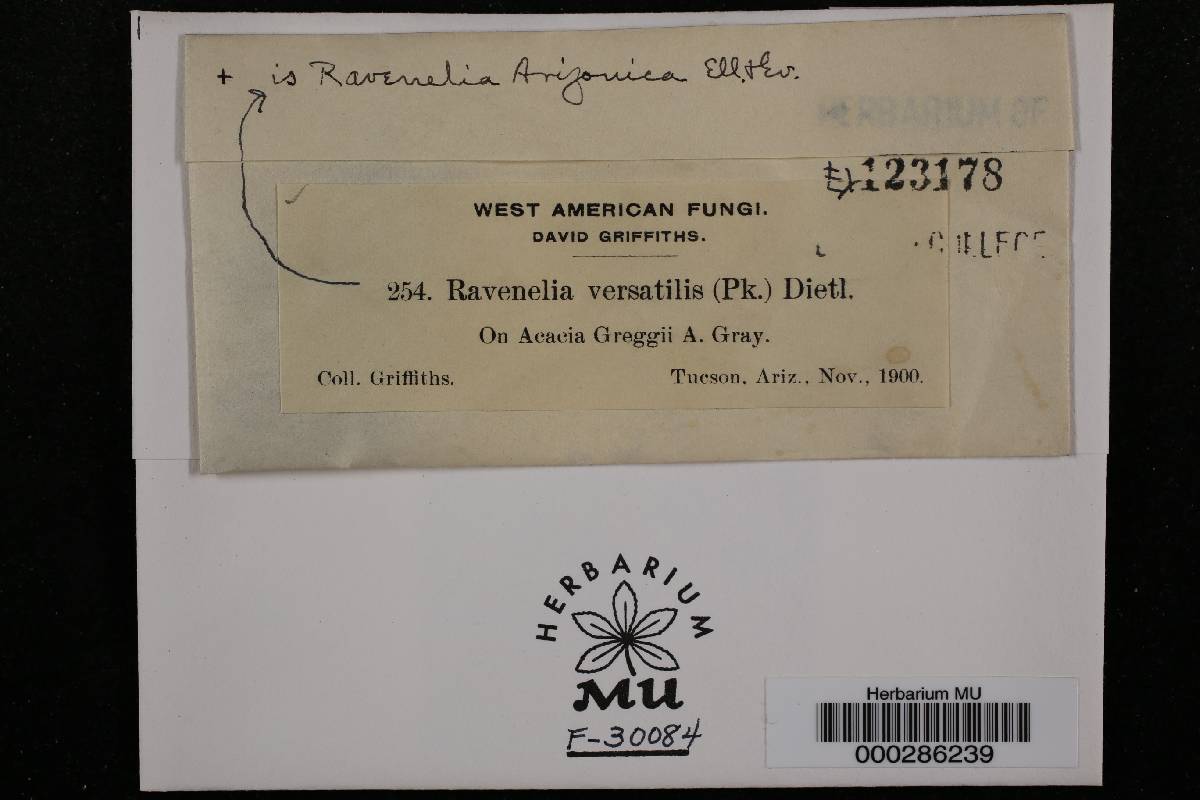 + is Ravenelia Arizonica Ell. & Ev.
123178
WEST AMERICAN FUNGI.
DAVID GRIFFITHS.
254. Ravenelia versatilis (Pk.) Dietl.
On Acacia Greggii A. Gray.
Coll. Griffiths.
Tucson, Ariz., Nov., 1900.
HERBARIUM
MU
F-30084
Herbarium MU
000286239